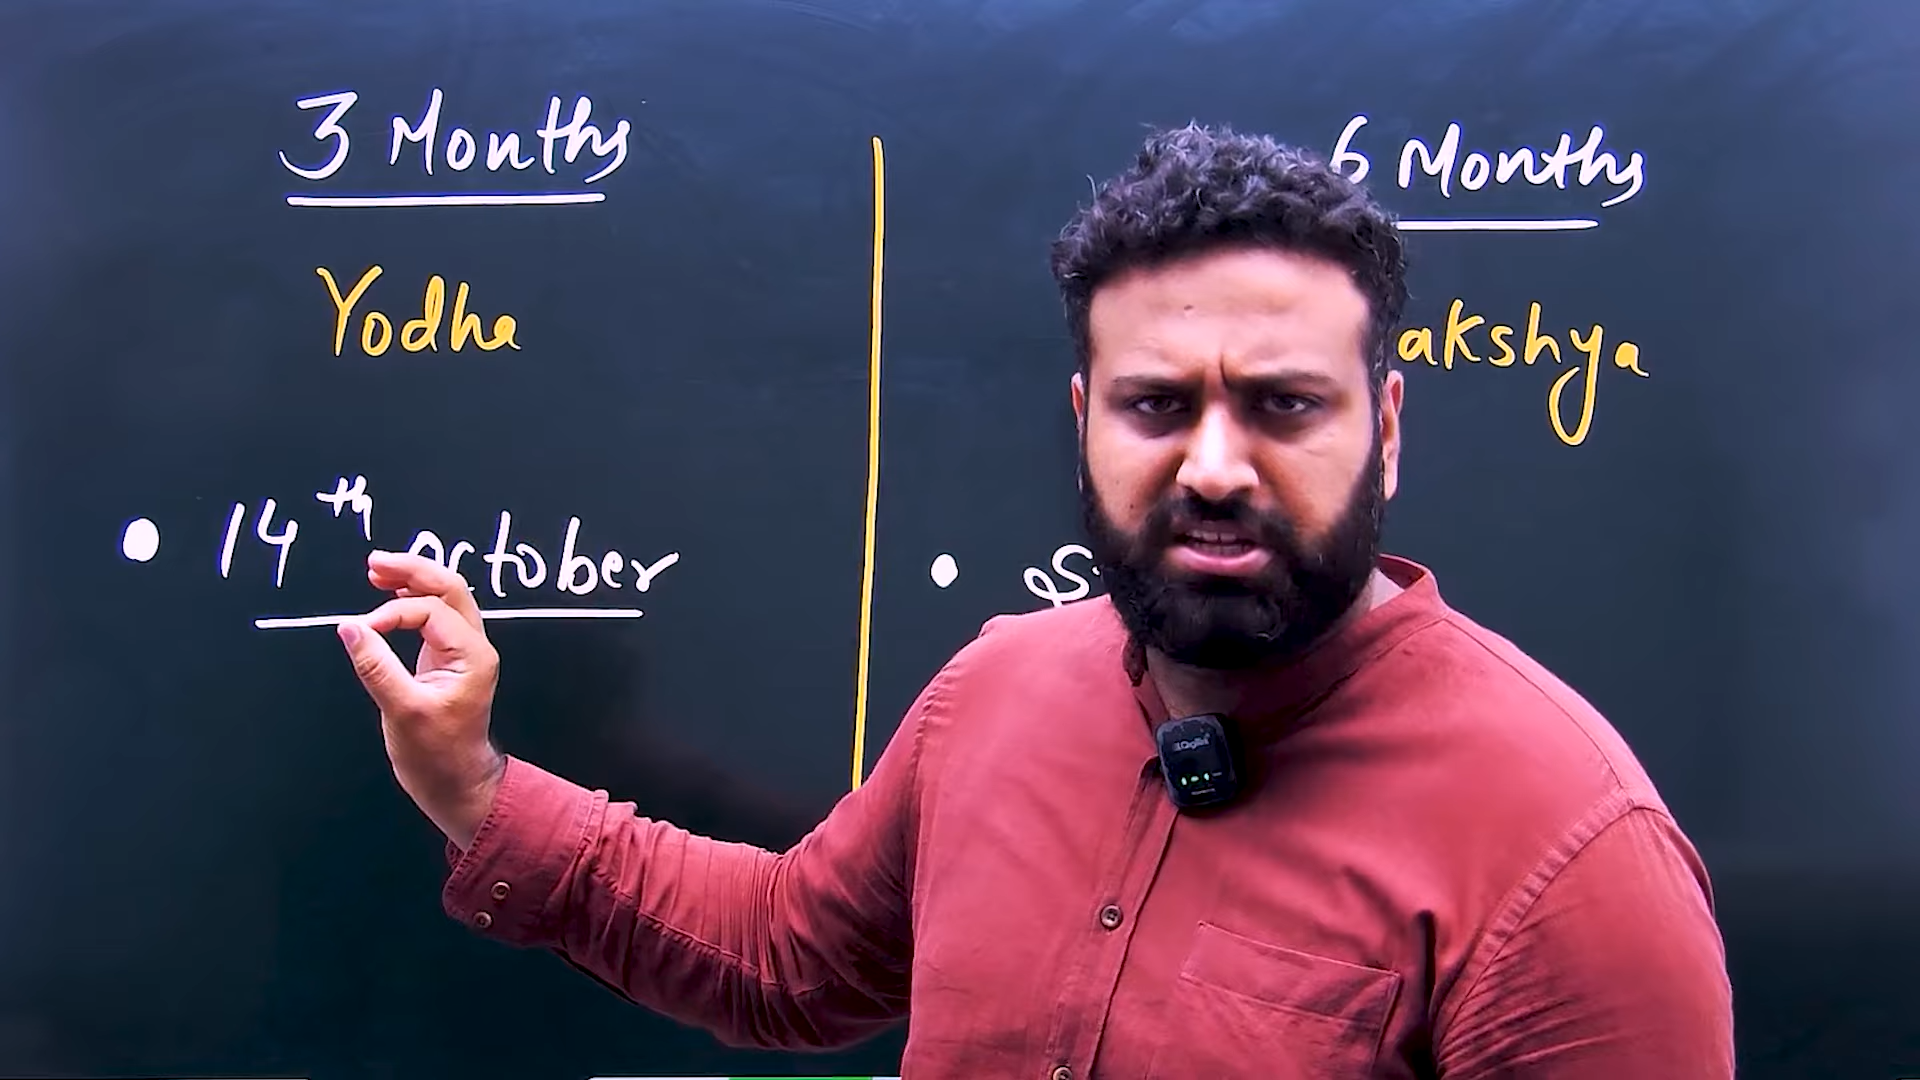 3 Months
Yodha
14th october
6 Months
akshya